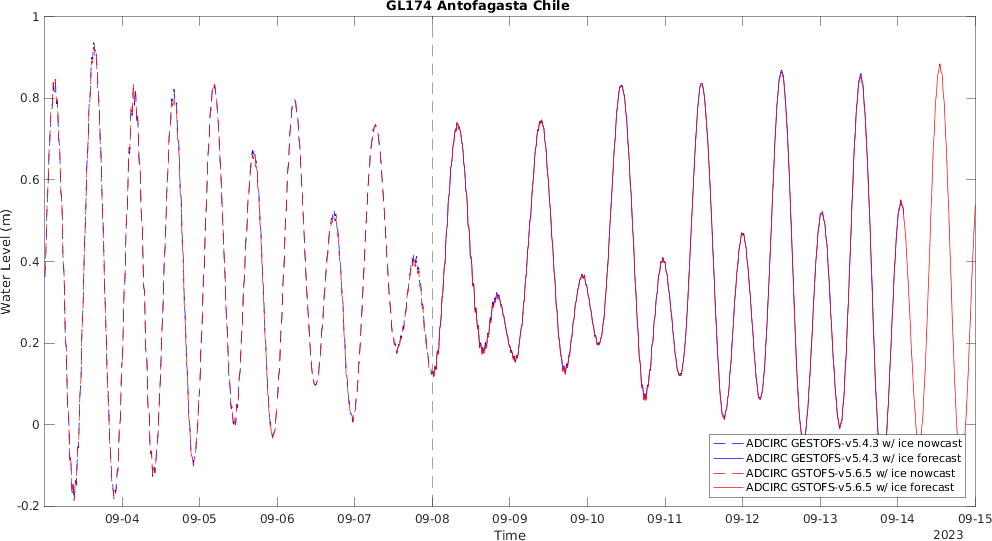 GL174 Antofagasta Chile
1
0.8
0.6
0.4
0.2
0
-0.2
Water Level (m)
ADCIRC GESTOFS-v5.4.3 w/ ice nowcast
ADCIRC GESTOFS-v5.4.3 w/ ice forecast
ADCIRC GSTOFS-v5.6.5 w/ ice nowcast
ADCIRC GSTOFS-v5.6.5 w/ ice forecast
09-04 09-05 09-06 09-07 09-08 09-09 09-10 09-11 09-12 09-13 09-14 09-15
Time
2023